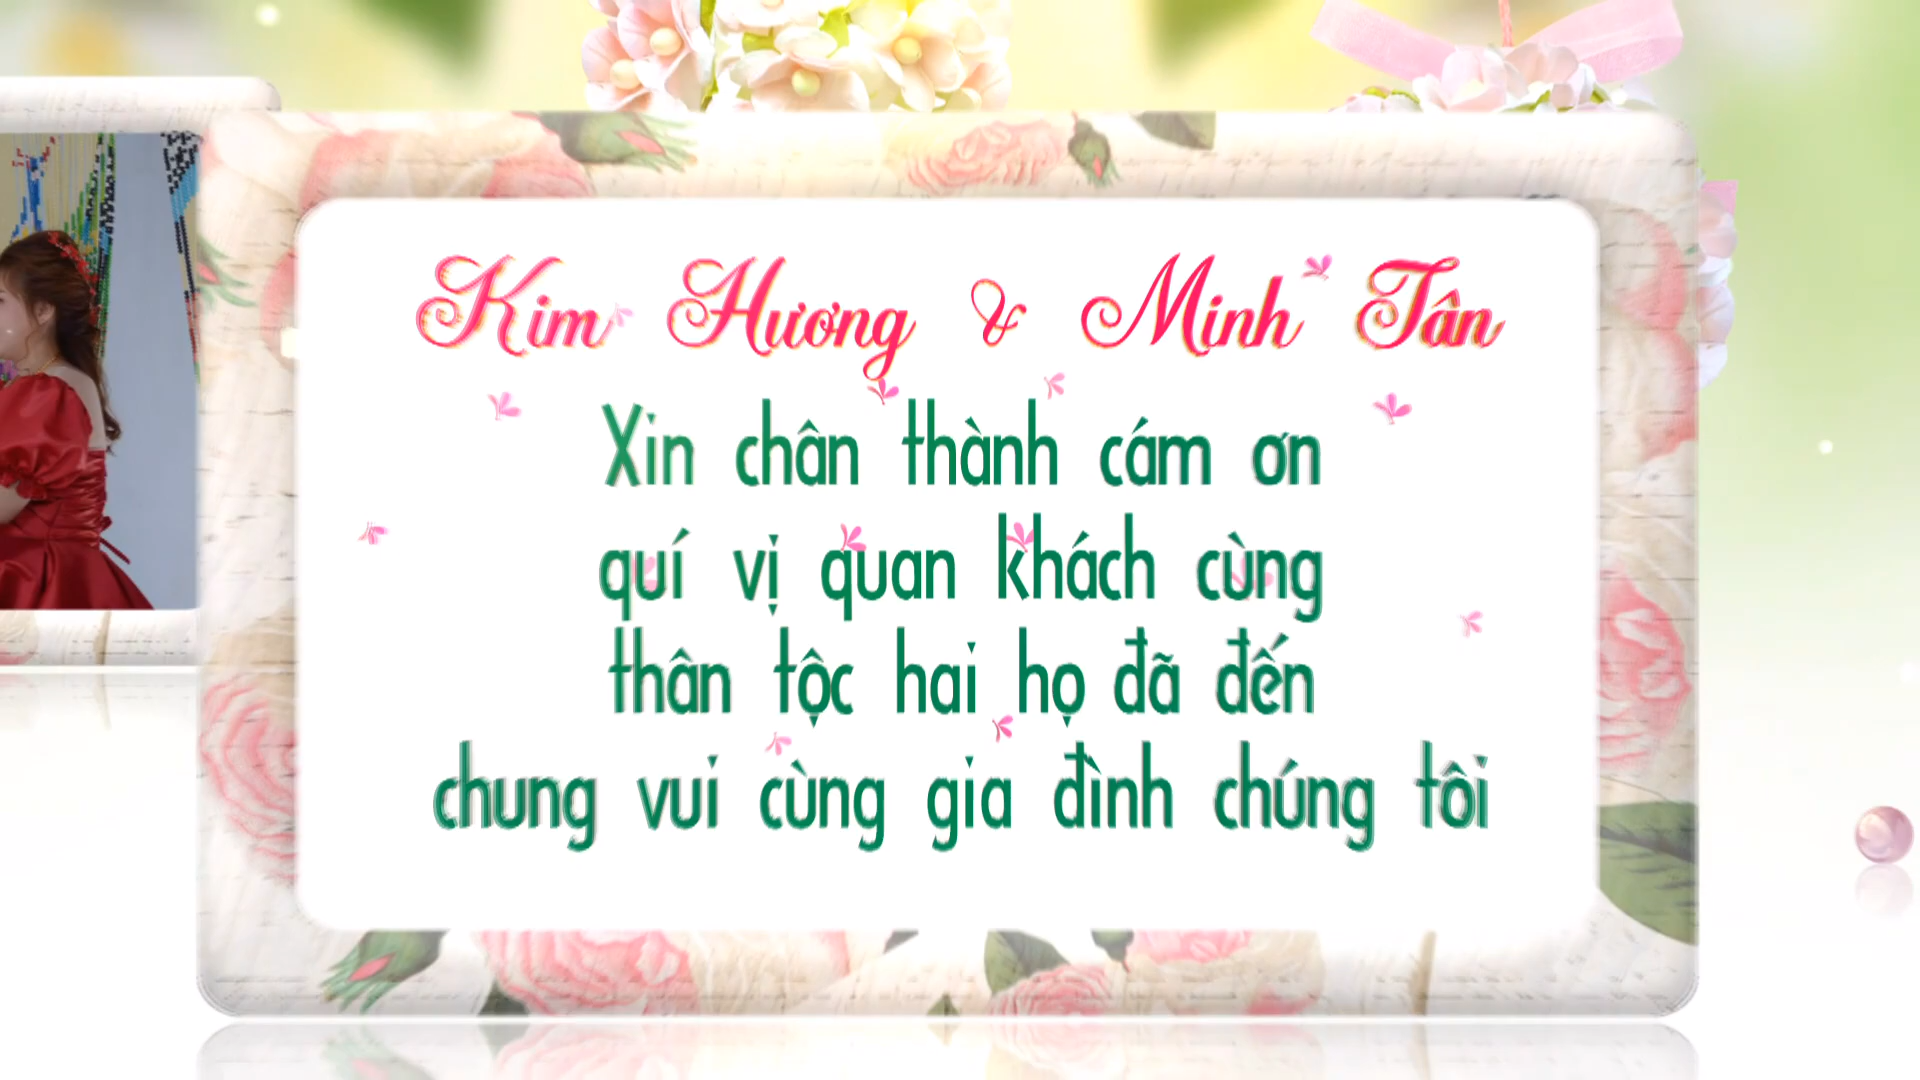 Kim Hương & Minh Tân
Xin chân thành cám ơn
quí vị quan khách cùng
thân tộc hai họ đã đến
chung vui cùng gia đình chúng tôi